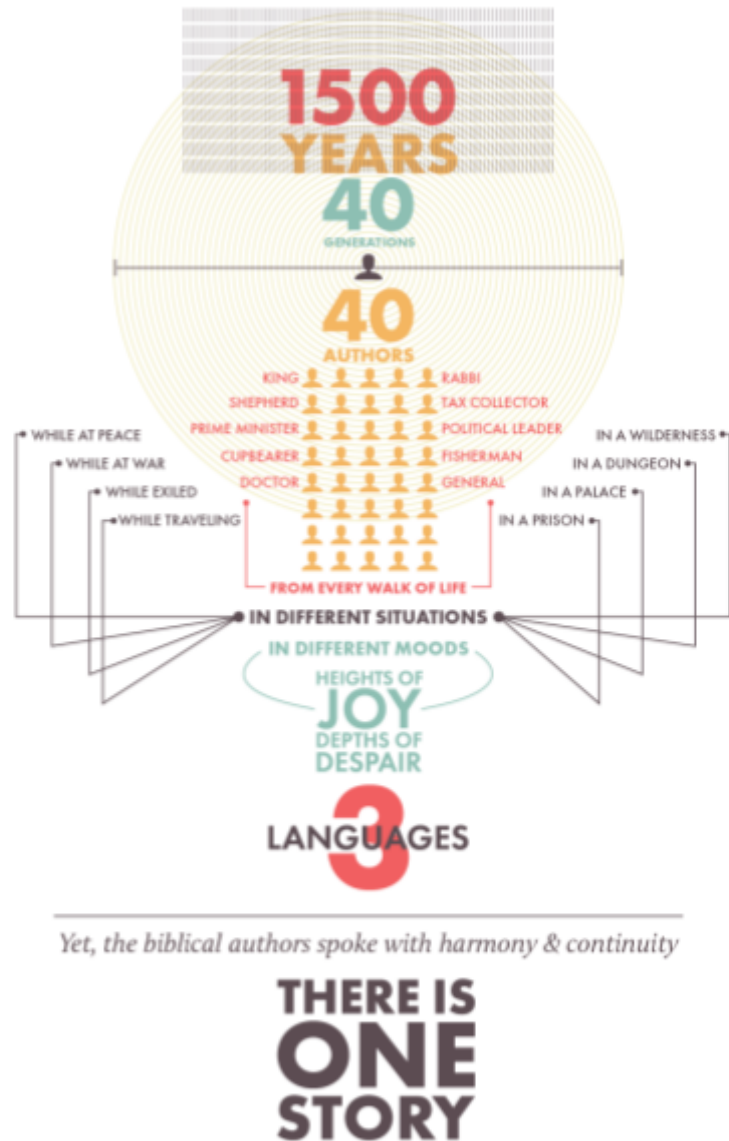 1500
YEARS
40
GENERATIONS
40
AUTHORS
KING
RABBI
SHEPHERD
TAX COLLECTOR
PRIME MINISTER
POLITICAL LEADER
CUPBEARER
FISHERMAN
DOCTOR
GENERAL
WHILE AT PEACE
WHILE AT WAR
WHILE EXILED
WHILE TRAVELING
IN A WILDERNESS
IN A DUNGEON
IN A PALACE
IN A PRISON
FROM EVERY WALK OF LIFE
IN DIFFERENT SITUATIONS
IN DIFFERENT MOODS
HEIGHTS OF
JOY
DEPTHS OF
DESPAIR
3
LANGUAGES
Yet, the biblical authors spoke with harmony & continuity
THERE IS
ONE
STORY